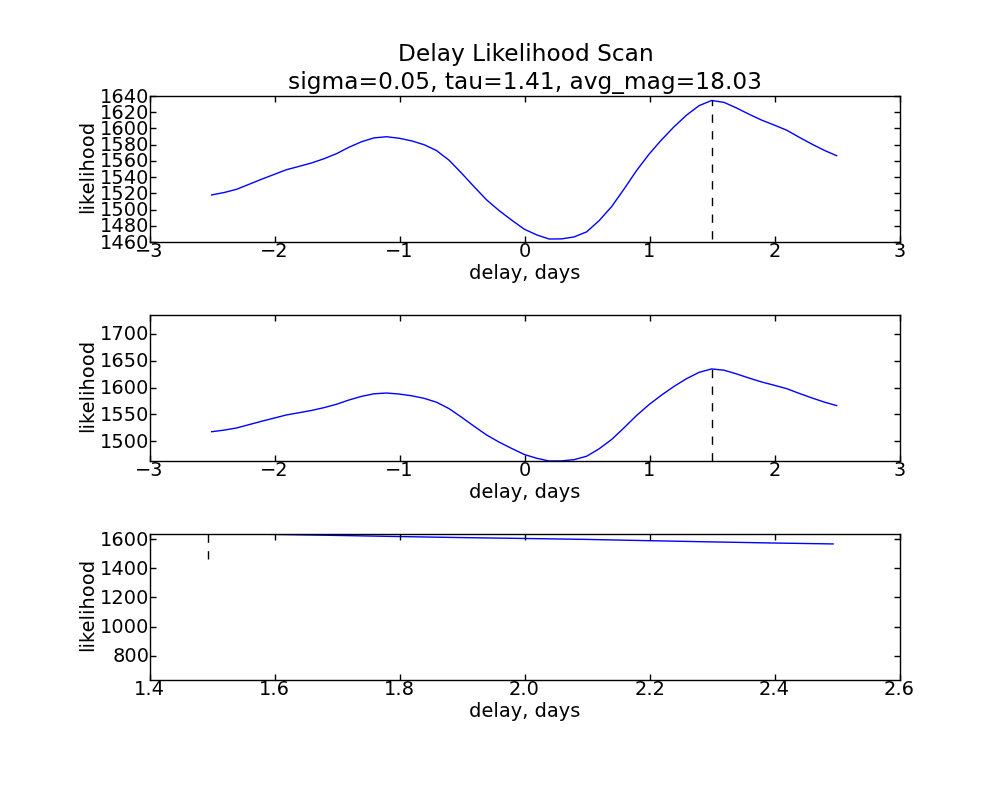 Delay Likelihood Scan
sigma=0.05, tau=1.41, avg_mag=18.03
likelihood
1640
1620
1600
1580
1560
1540
1520
1500
1480
1460
−3 −2 −1 0 1 2 3
delay, days
likelihood
1700
1650
1600
1550
1500
−3 −2 −1 0 1 2 3
delay, days
likelihood
1600
1400
1200
1000
800
1.4 1.6 1.8 2.0 2.2 2.4 2.6
delay, days